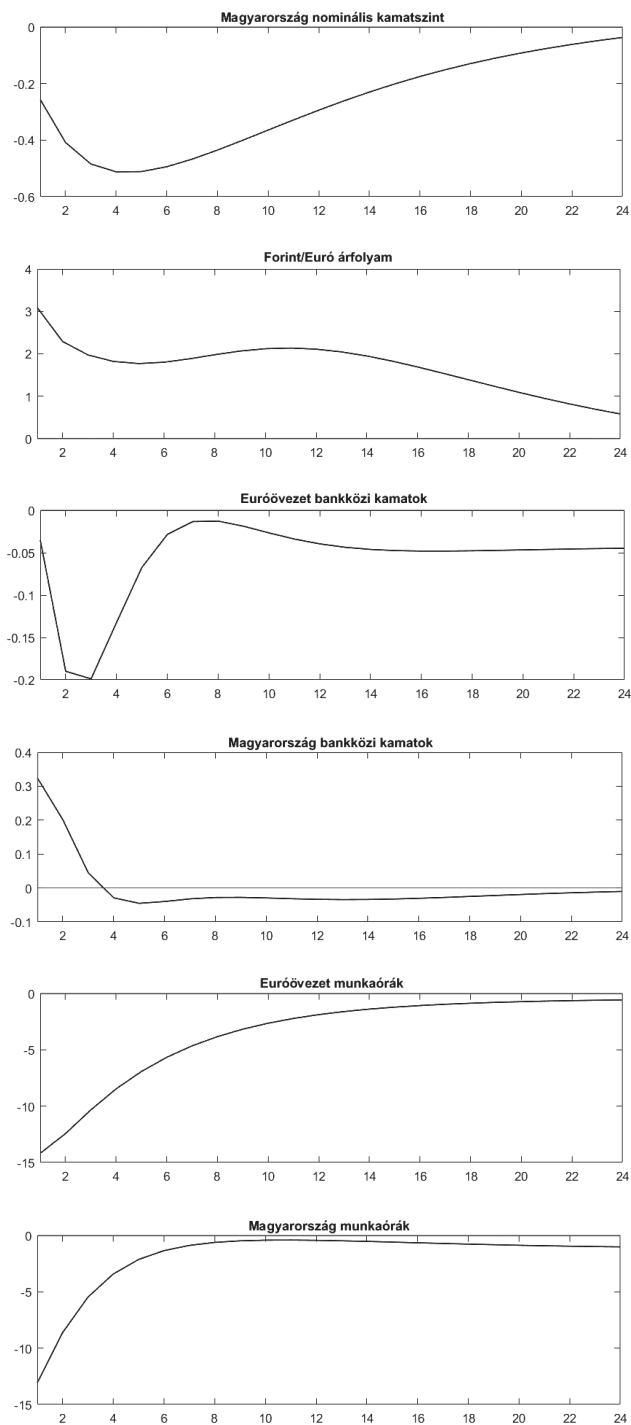 Magyarország nominális kamatszint
0
-0.2
-0.4
-0.6
2 4 6 8 10 12 14 16 18 20 22 24
Forint/Euró árfolyam
4
3
2
1
0
2 4 6 8 10 12 14 16 18 20 22 24
Euróövezet bankközi kamatok
0
-0.05
-0.1
-0.15
-0.2
2 4 6 8 10 12 14 16 18 20 22 24
Magyarország bankközi kamatok
0.4
0.3
0.2
0.1
0
-0.1
2 4 6 8 10 12 14 16 18 20 22 24
Euróövezet munkaórák
0
-5
-10
-15
2 4 6 8 10 12 14 16 18 20 22 24
Magyarország munkaórák
0
-5
-10
-15
2 4 6 8 10 12 14 16 18 20 22 24